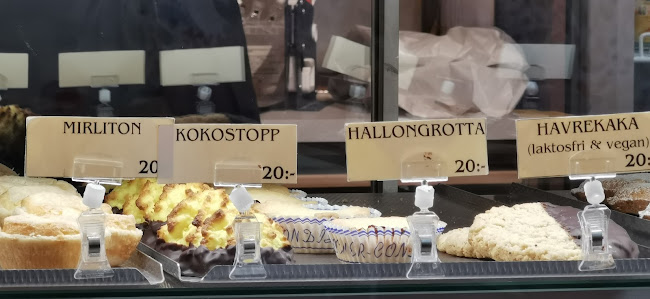 MIRLITON
20
KOKOSTOPP
20:-
HALLONGROTTA
20:-
HAVREKAKA
(laktosfri & vegan)
20:-